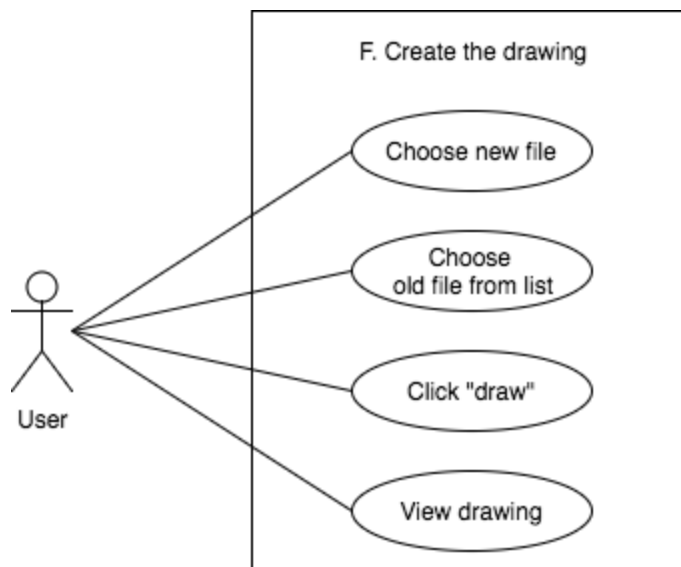 F. Create the drawing
Choose new file
Choose
old file from list
Click "draw"
User
View drawing